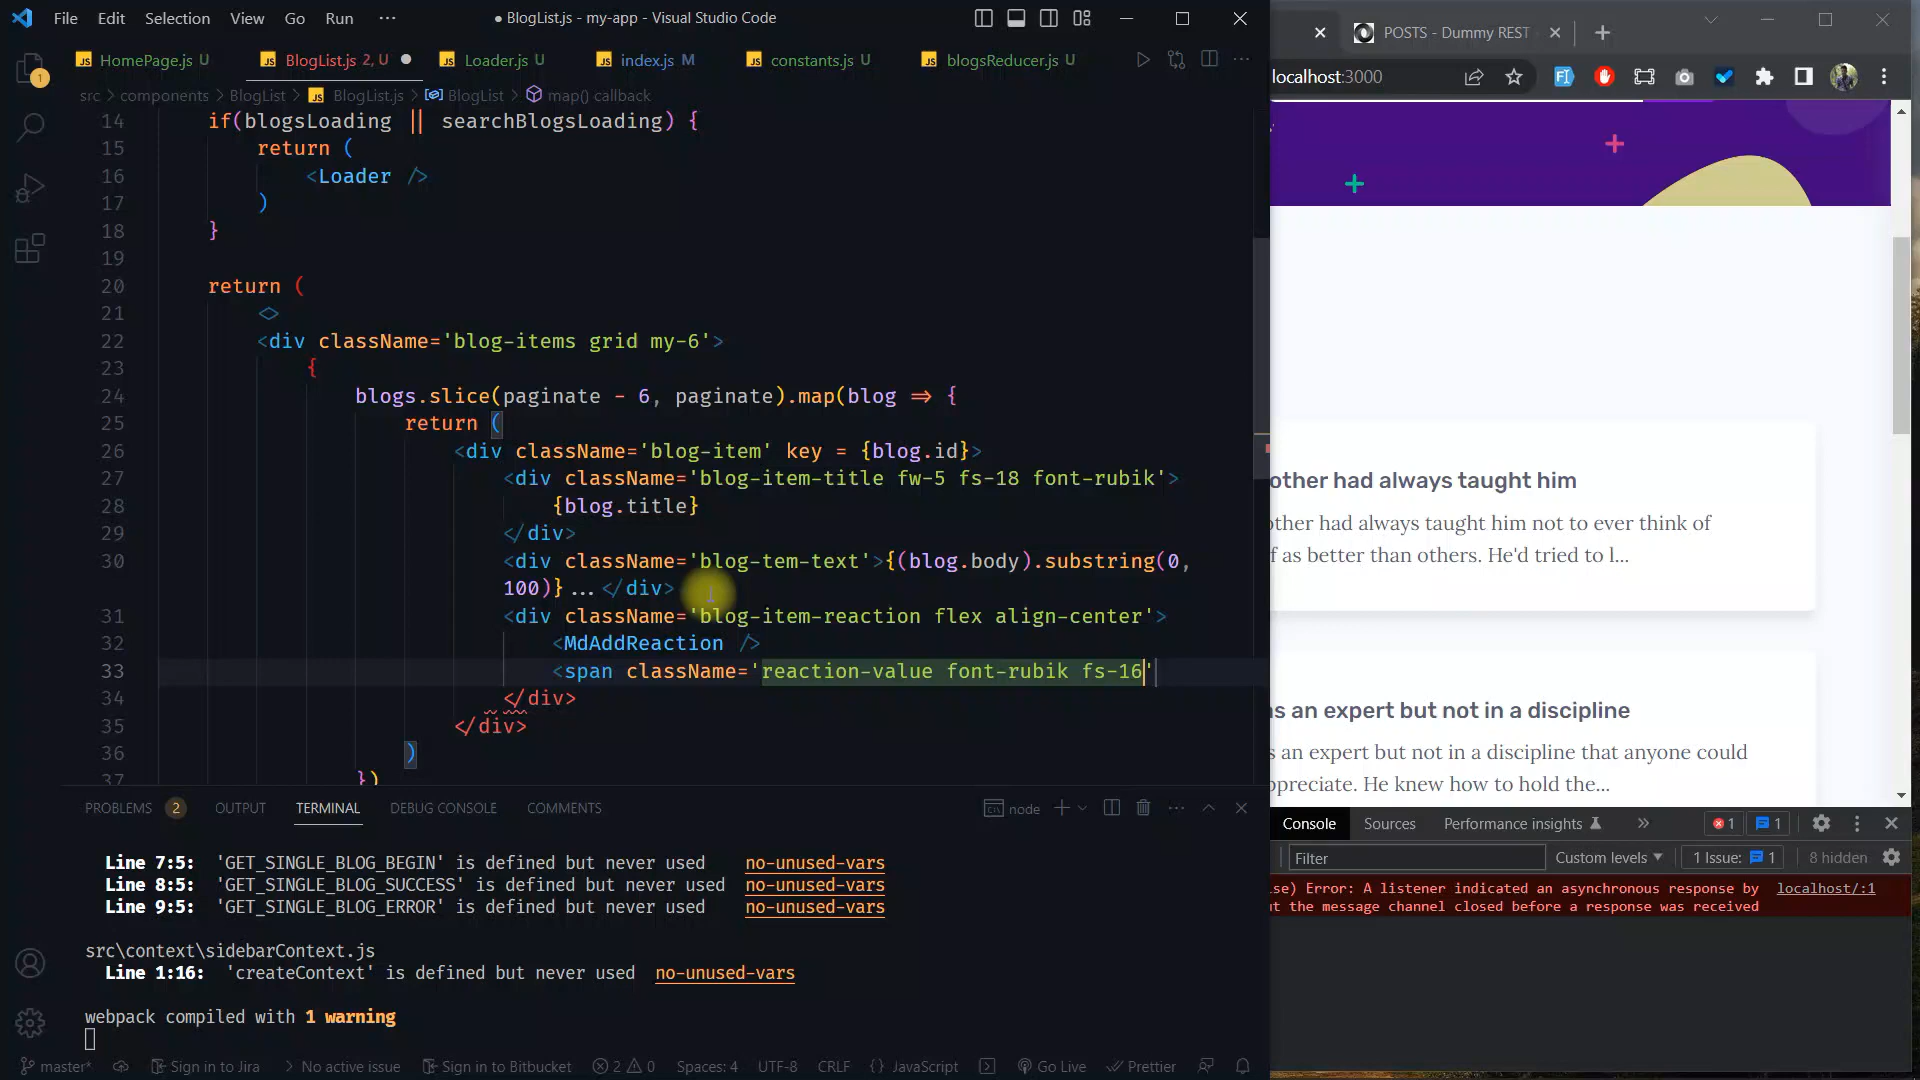 File Edit Selection View Go Run ⋯ ● BlogList.js - my-app - Visual Studio Code
HomePage.js U BlogList.js 2, U ● Loader.js U index.js M constants.js U blogsReducer.js U
src > components > BlogList > BlogList.js > BlogList > map() callback
14 if(blogsLoading || searchBlogsLoading) {
15 return (
16 <Loader />
17 )
18 }
19
20 return (
21 <>
22 <div className='blog-items grid my-6'>
23 {
24 blogs.slice(paginate - 6, paginate).map(blog => {
25 return (
26 <div className='blog-item' key = {blog.id}>
27 <div className='blog-item-title fw-5 fs-18 font-rubik'>
28 {blog.title}
29 </div>
30 <div className='blog-tem-text'>{(blog.body).substring(0,
100)}...</div>
31 <div className='blog-item-reaction flex align-center'>
32 <MdAddReaction />
33 <span className='reaction-value font-rubik fs-16'
34 </div>
35 </div>
36 )
37 })
PROBLEMS 2 OUTPUT TERMINAL DEBUG CONSOLE COMMENTS node
Line 7:5: 'GET_SINGLE_BLOG_BEGIN' is defined but never used no-unused-vars
Line 8:5: 'GET_SINGLE_BLOG_SUCCESS' is defined but never used no-unused-vars
Line 9:5: 'GET_SINGLE_BLOG_ERROR' is defined but never used no-unused-vars
src\context\sidebarContext.js
Line 1:16: 'createContext' is defined but never used no-unused-vars
webpack compiled with 1 warning
master* Sign in to Jira No active issue Sign in to Bitbucket 2 0 Spaces: 4 UTF-8 CRLF {} JavaScript Go Live Prettier
1
POSTS - Dummy REST
localhost:3000
other had always taught him
other had always taught him not to ever think of
f as better than others. He'd tried to l...
as an expert but not in a discipline
s an expert but not in a discipline that anyone could
ppreciate. He knew how to hold the...
Console Sources Performance insights 1 1
Filter Custom levels 1 Issue: 1 8 hidden
se) Error: A listener indicated an asynchronous response by localhost/:1
t the message channel closed before a response was received